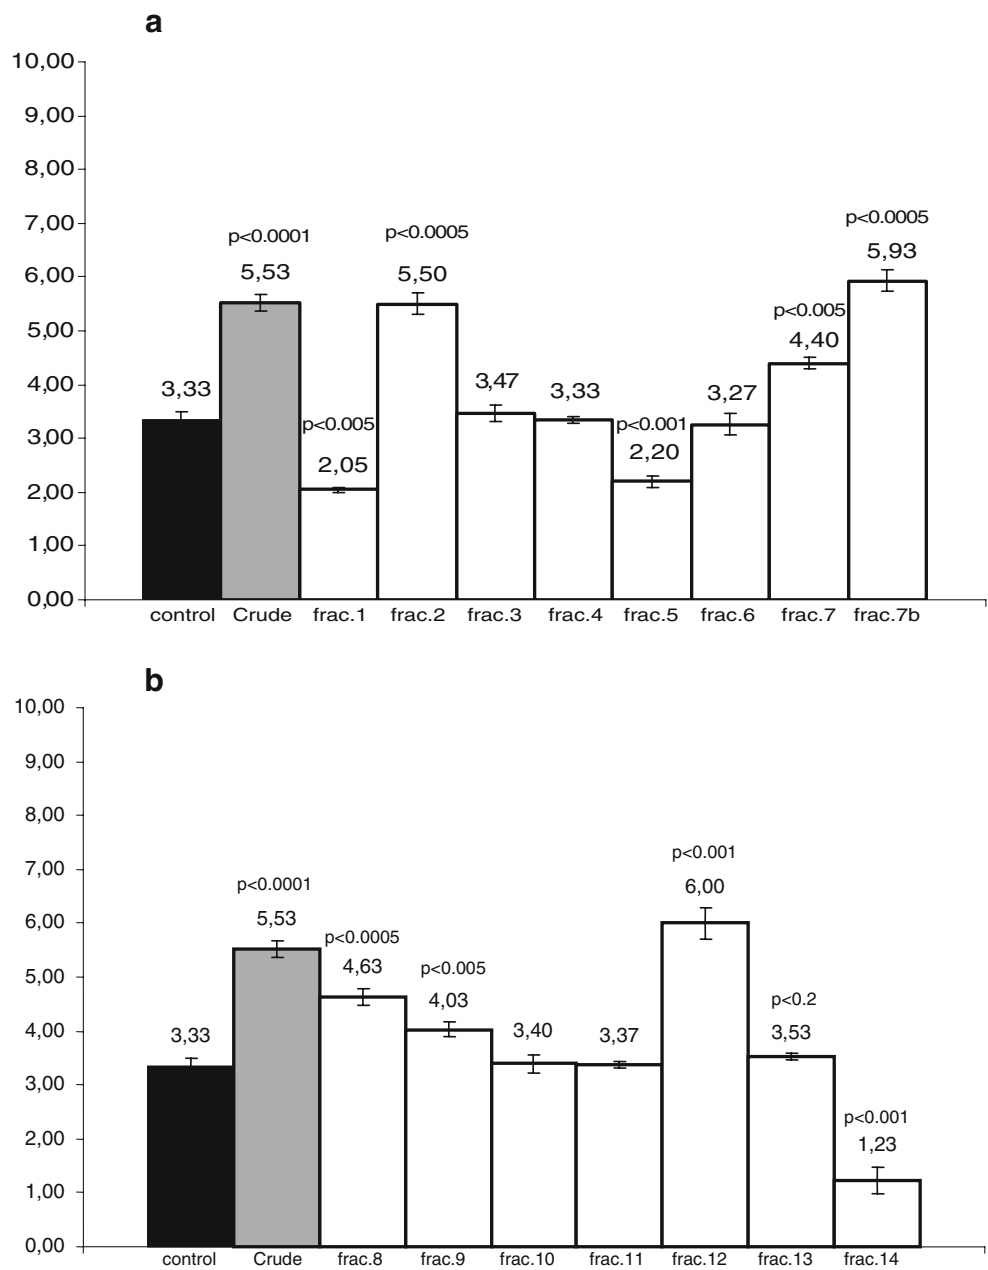 a
10,00
9,00
8,00
7,00
p<0.0005
p<0.0001
p<0.0005
5,93
6,00
5,53
5,50
p<0.005
5,00
4,40
4,00
3,33
3,47
3,33
3,27
p<0.005
p<0.001
3,00
2,05
2,20
2,00
1,00
0,00
control Crude frac.1 frac.2 frac.3 frac.4 frac.5 frac.6 frac.7 frac.7b
b
10,00
9,00
8,00
7,00
p<0.001
p<0.0001
6,00
6,00
5,53
p<0.0005
5,00
4,63
p<0.005
4,03
p<0.2
4,00
3,33
3,40
3,37
3,53
3,00
p<0.001
2,00
1,23
1,00
0,00
control Crude frac.8 frac.9 frac.10 frac.11 frac.12 frac.13 frac.14